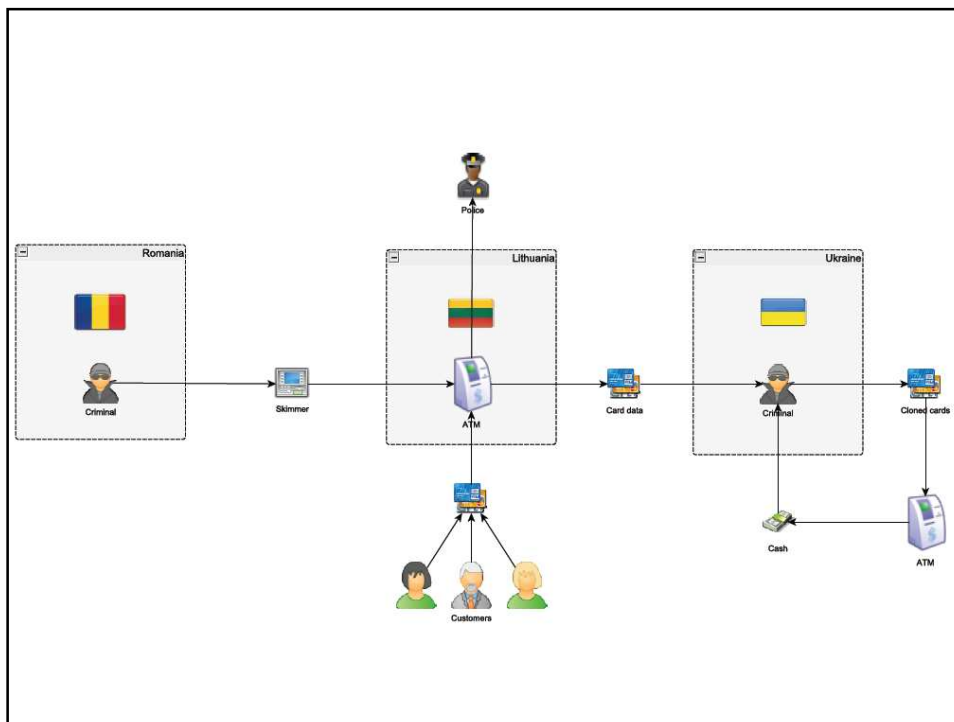 Police
Romania
Lithuania
Ukraine
Criminal
Skimmer
ATM
Card data
Criminal
Cloned cards
Cash
ATM
Customers